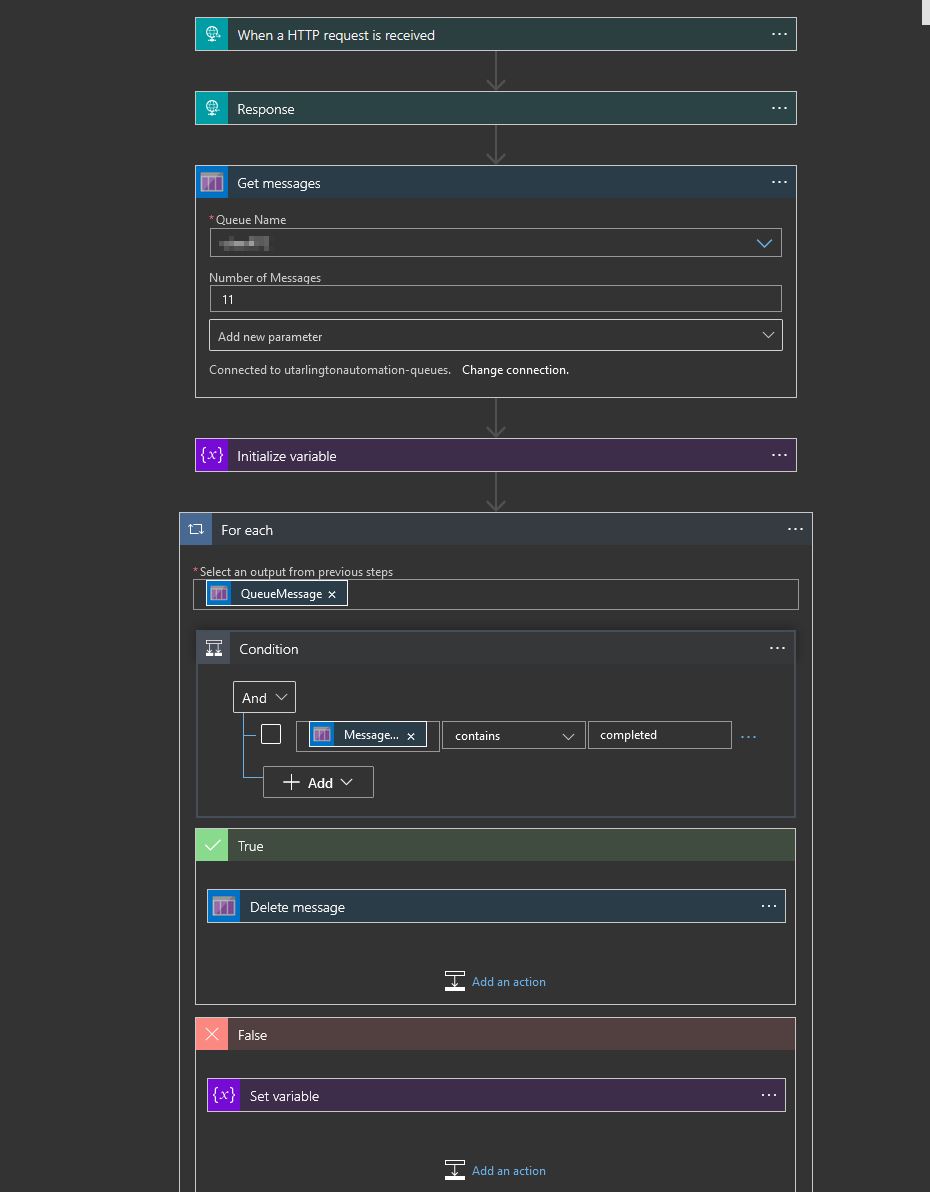 When a HTTP request is received
Response
Get messages
* Queue Name
Number of Messages
11
Add new parameter
Connected to utarlingtonautomation-queues. Change connection.
{x} Initialize variable
For each
* Select an output from previous steps
QueueMessage ×
Condition
And
Message... × contains completed ...
+ Add
True
Delete message
Add an action
False
{x} Set variable
Add an action